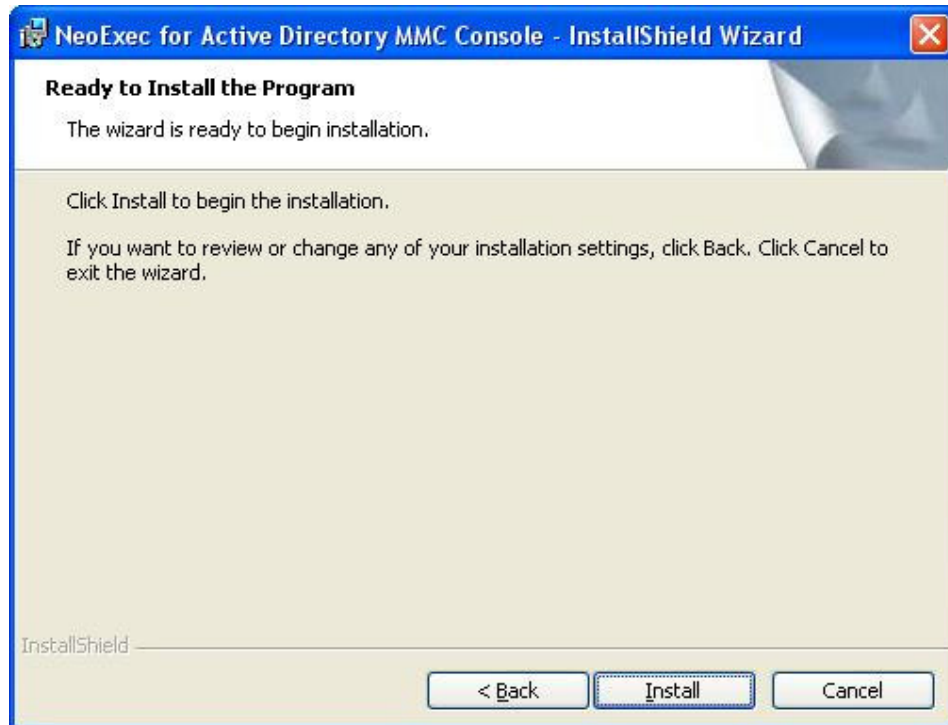 NeoExec for Active Directory MMC Console - InstallShield Wizard
Ready to Install the Program
The wizard is ready to begin installation.
Click Install to begin the installation.
If you want to review or change any of your installation settings, click Back. Click Cancel to
exit the wizard.
InstallShield
< Back
Install
Cancel